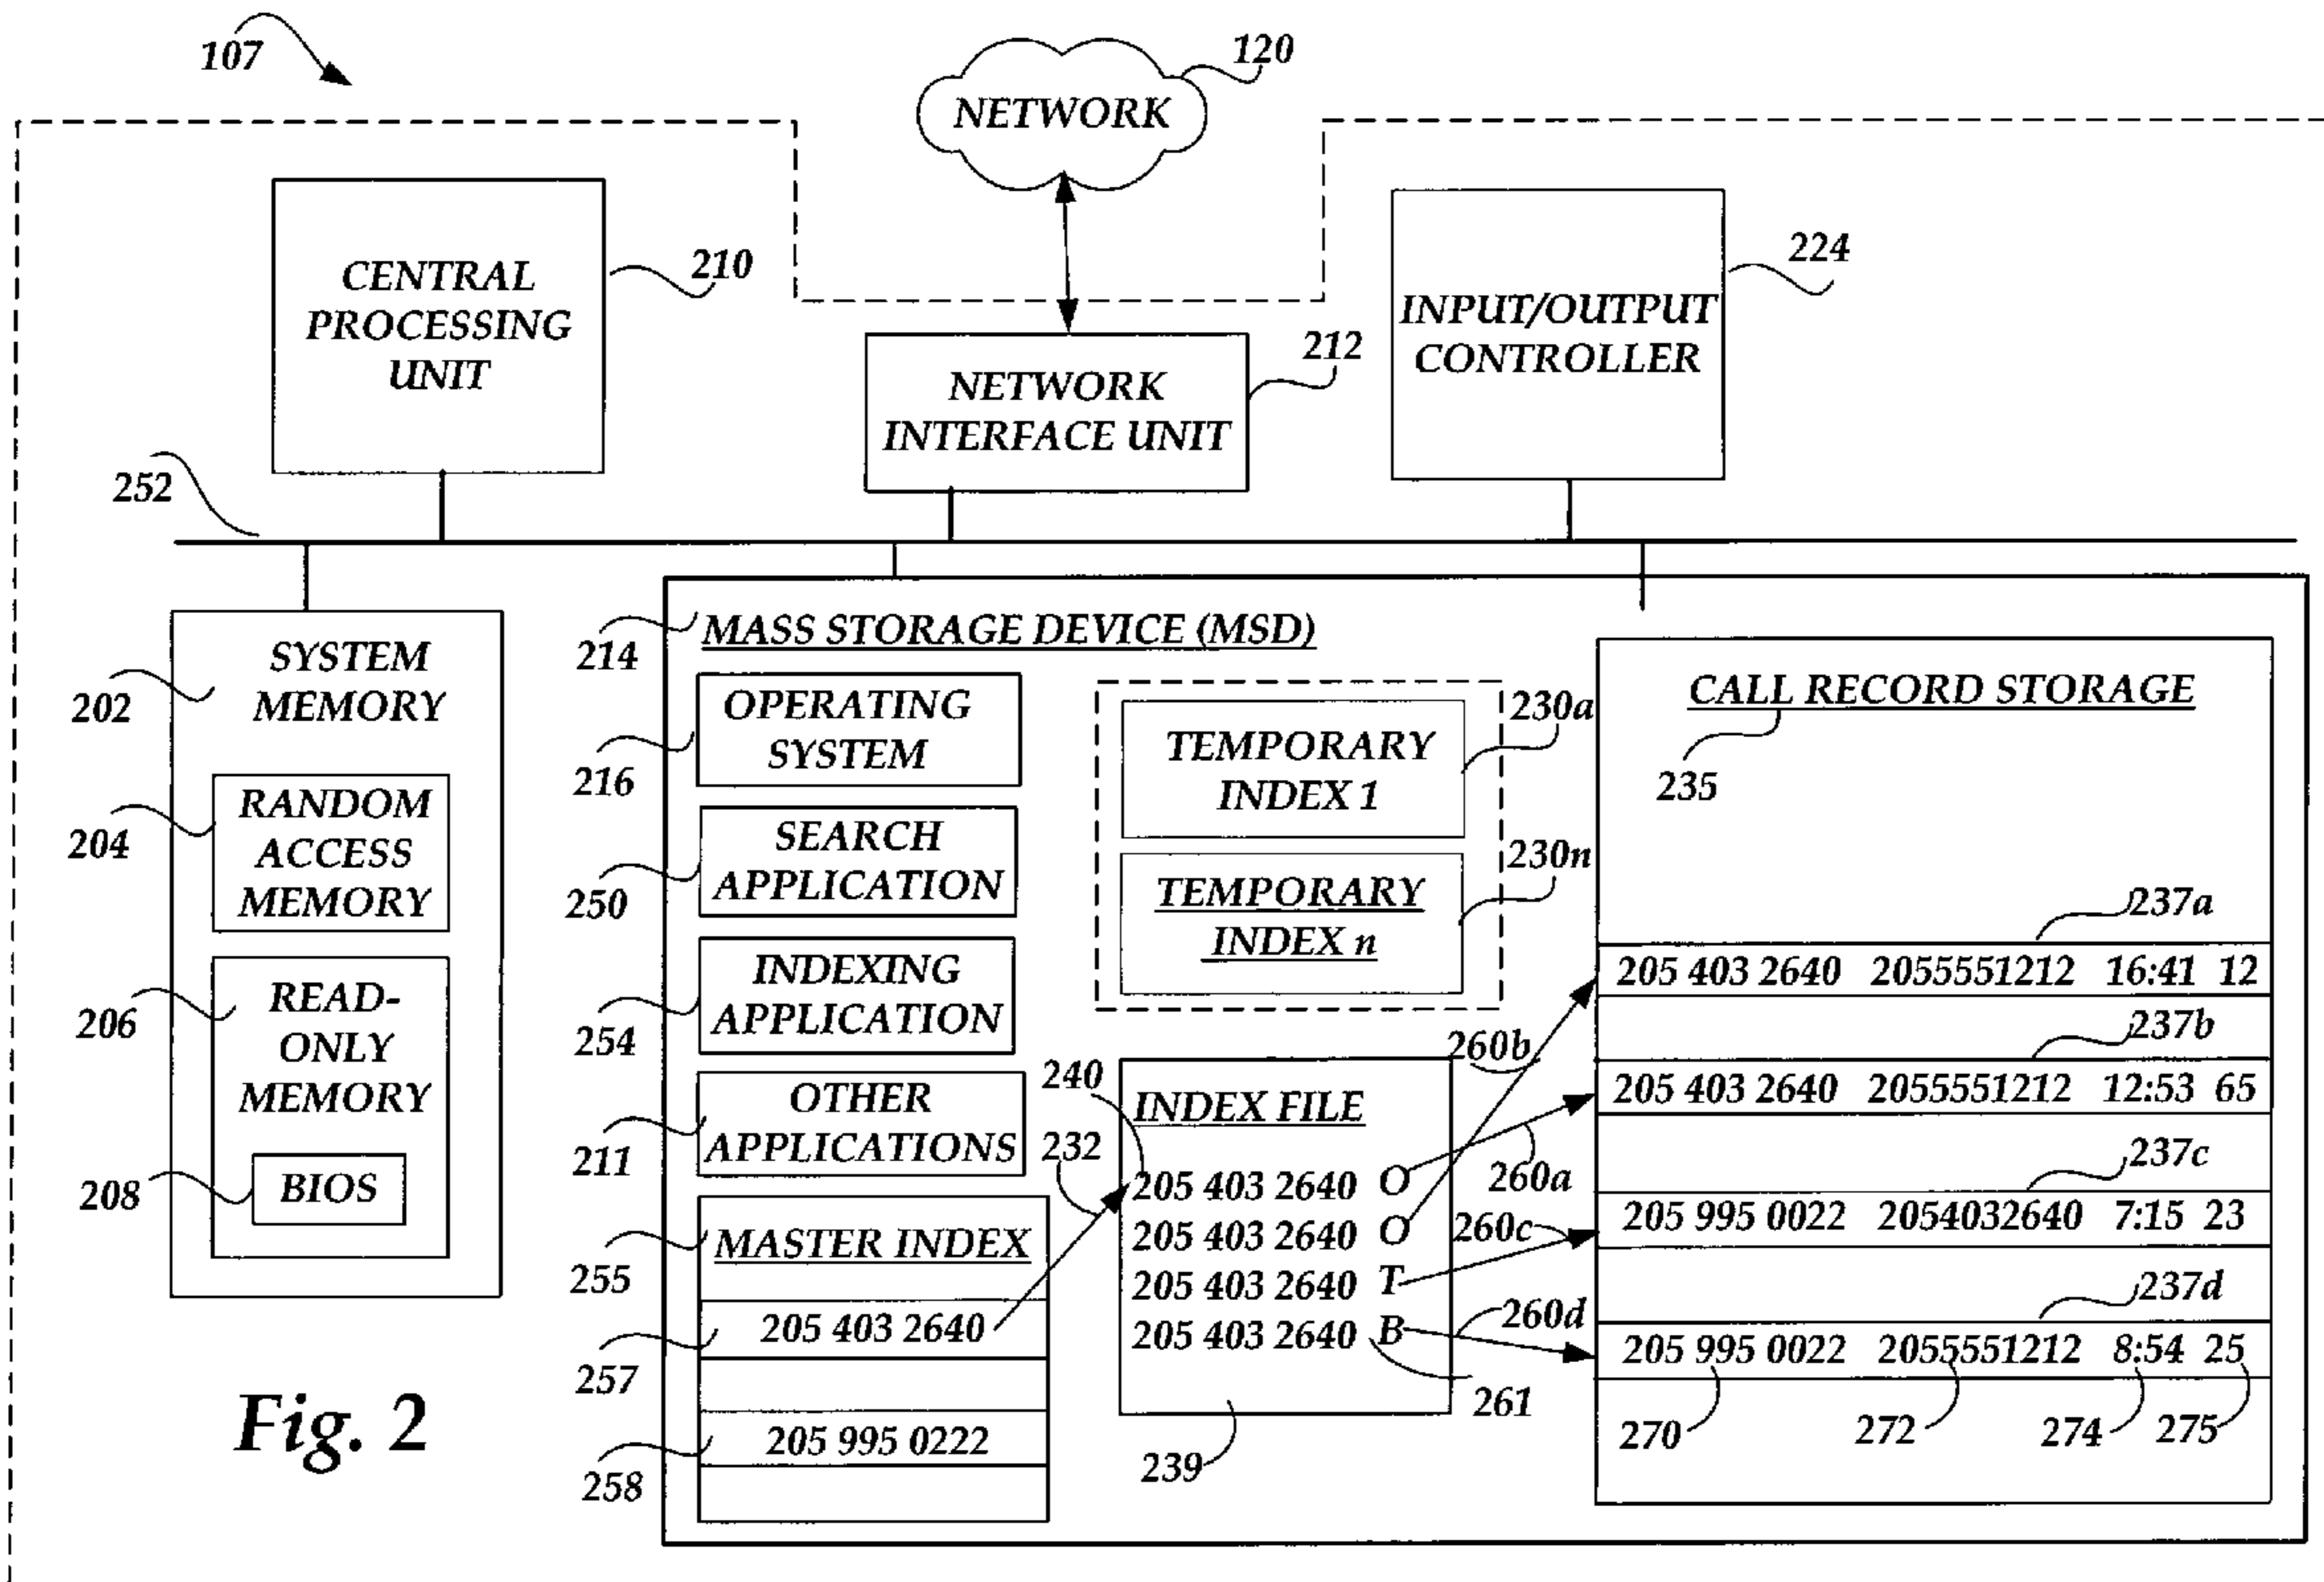 107
120
NETWORK
CENTRAL
PROCESSING
UNIT
210
NETWORK
INTERFACE UNIT
212
INPUT/OUTPUT
CONTROLLER
224
252
SYSTEM
MEMORY
202
RANDOM
ACCESS
MEMORY
204
READ-
ONLY
MEMORY
206
BIOS
208
214
MASS STORAGE DEVICE (MSD)
OPERATING
SYSTEM
216
SEARCH
APPLICATION
250
INDEXING
APPLICATION
254
OTHER
APPLICATIONS
211
MASTER INDEX
255
205 403 2640
257
205 995 0222
258
TEMPORARY
INDEX 1
230a
TEMPORARY
INDEX n
230n
240
232
INDEX FILE
205 403 2640 O
205 403 2640 O
205 403 2640 T
205 403 2640 B
260b
260a
260c
260d
261
239
CALL RECORD STORAGE
235
237a
205 403 2640 2055551212 16:41 12
237b
205 403 2640 2055551212 12:53 65
237c
205 995 0022 2054032640 7:15 23
237d
205 995 0022 2055551212 8:54 25
270 272 274 275
Fig. 2